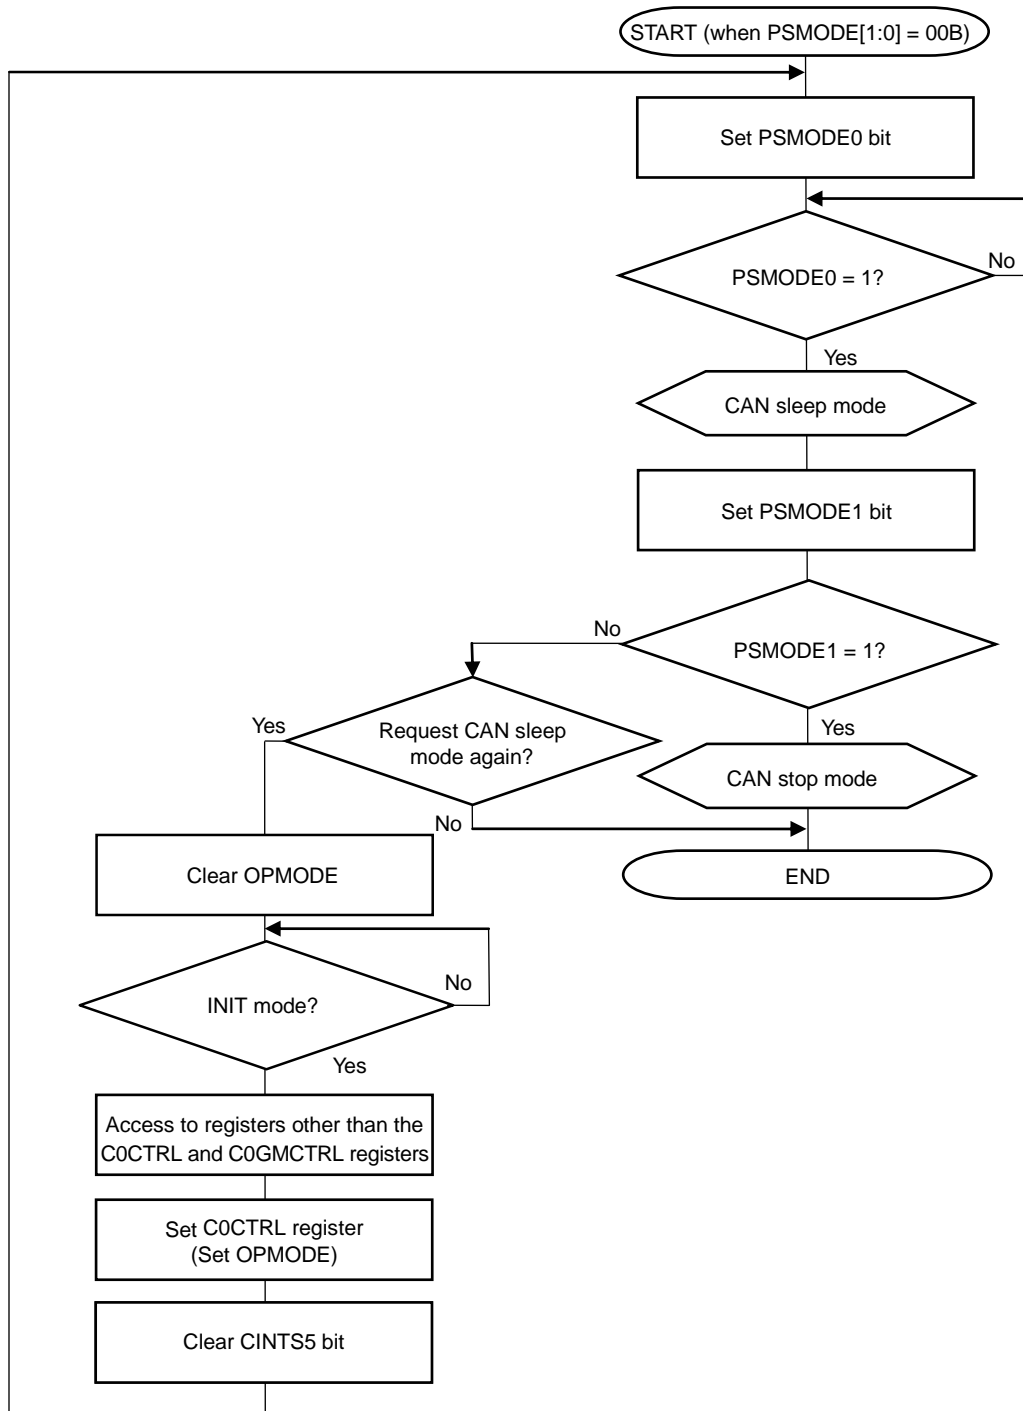 START (when PSMODE[1:0] = 00B)
Set PSMODE0 bit
PSMODE0 = 1?
No
Yes
CAN sleep mode
Set PSMODE1 bit
PSMODE1 = 1?
No
Yes
Request CAN sleep
mode again?
Yes
No
CAN stop mode
END
Clear OPMODE
INIT mode?
No
Yes
Access to registers other than the
C0CTRL and C0GMCTRL registers
Set C0CTRL register
(Set OPMODE)
Clear CINTS5 bit